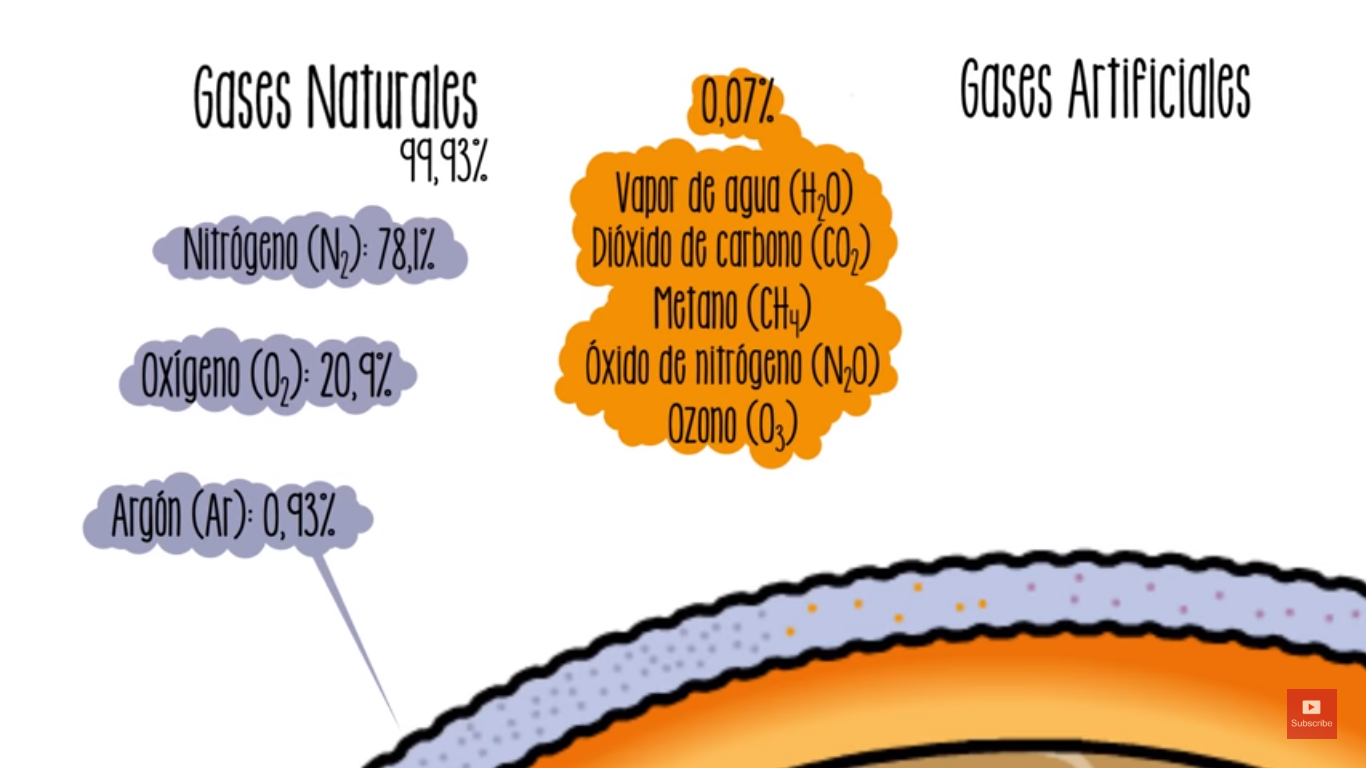 Gases Naturales
99,93%
Nitrógeno (N₂): 78,1%
Oxígeno (O₂): 20,9%
Argón (Ar): 0,93%
0,07%
Vapor de agua (H₂O)
Dióxido de carbono (CO₂)
Metano (CH₄)
Óxido de nitrógeno (N₂O)
Ozono (O₃)
Gases Artificiales
Subscribe